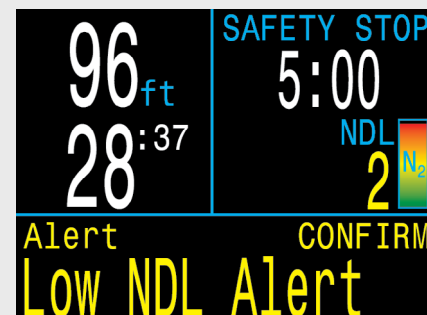 96ft
28:37
SAFETY STOP
5:00
NDL
2
N2
Alert
CONFIRM
Low NDL Alert